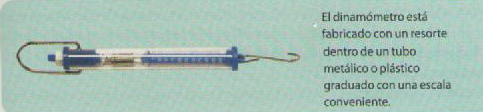 El dinamómetro está
fabricado con un resorte
dentro de un tubo
metálico o plástico
graduado con una escala
conveniente.